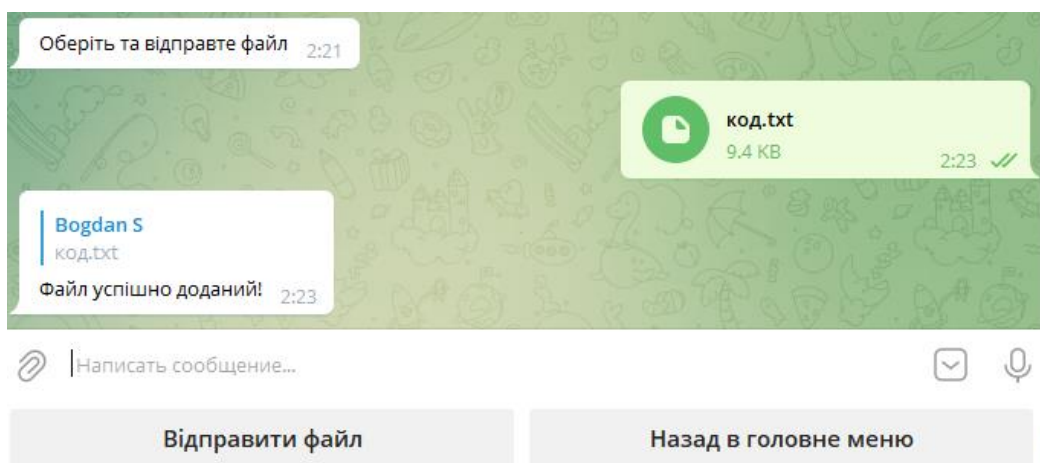 Оберіть та відправте файл 2:21
код.txt
9.4 KB 2:23
Bogdan S
код.txt
Файл успішно доданий! 2:23
Написать сообщение...
Відправити файл
Назад в головне меню